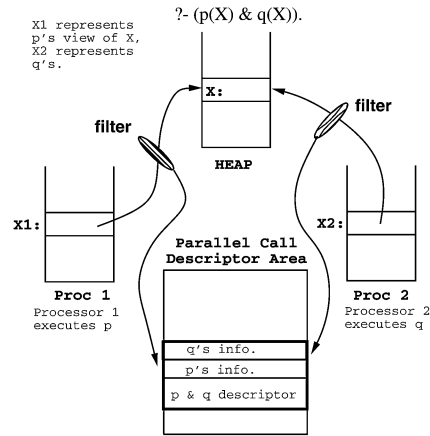 ?- (p(X) & q(X)).
X1 represents
p's view of X,
X2 represents
q's.
X:
filter
filter
HEAP
X1:
X2:
Parallel Call
Descriptor Area
Proc 1
Processor 1
executes p
Proc 2
Processor 2
executes q
q's info.
p's info.
p & q descriptor